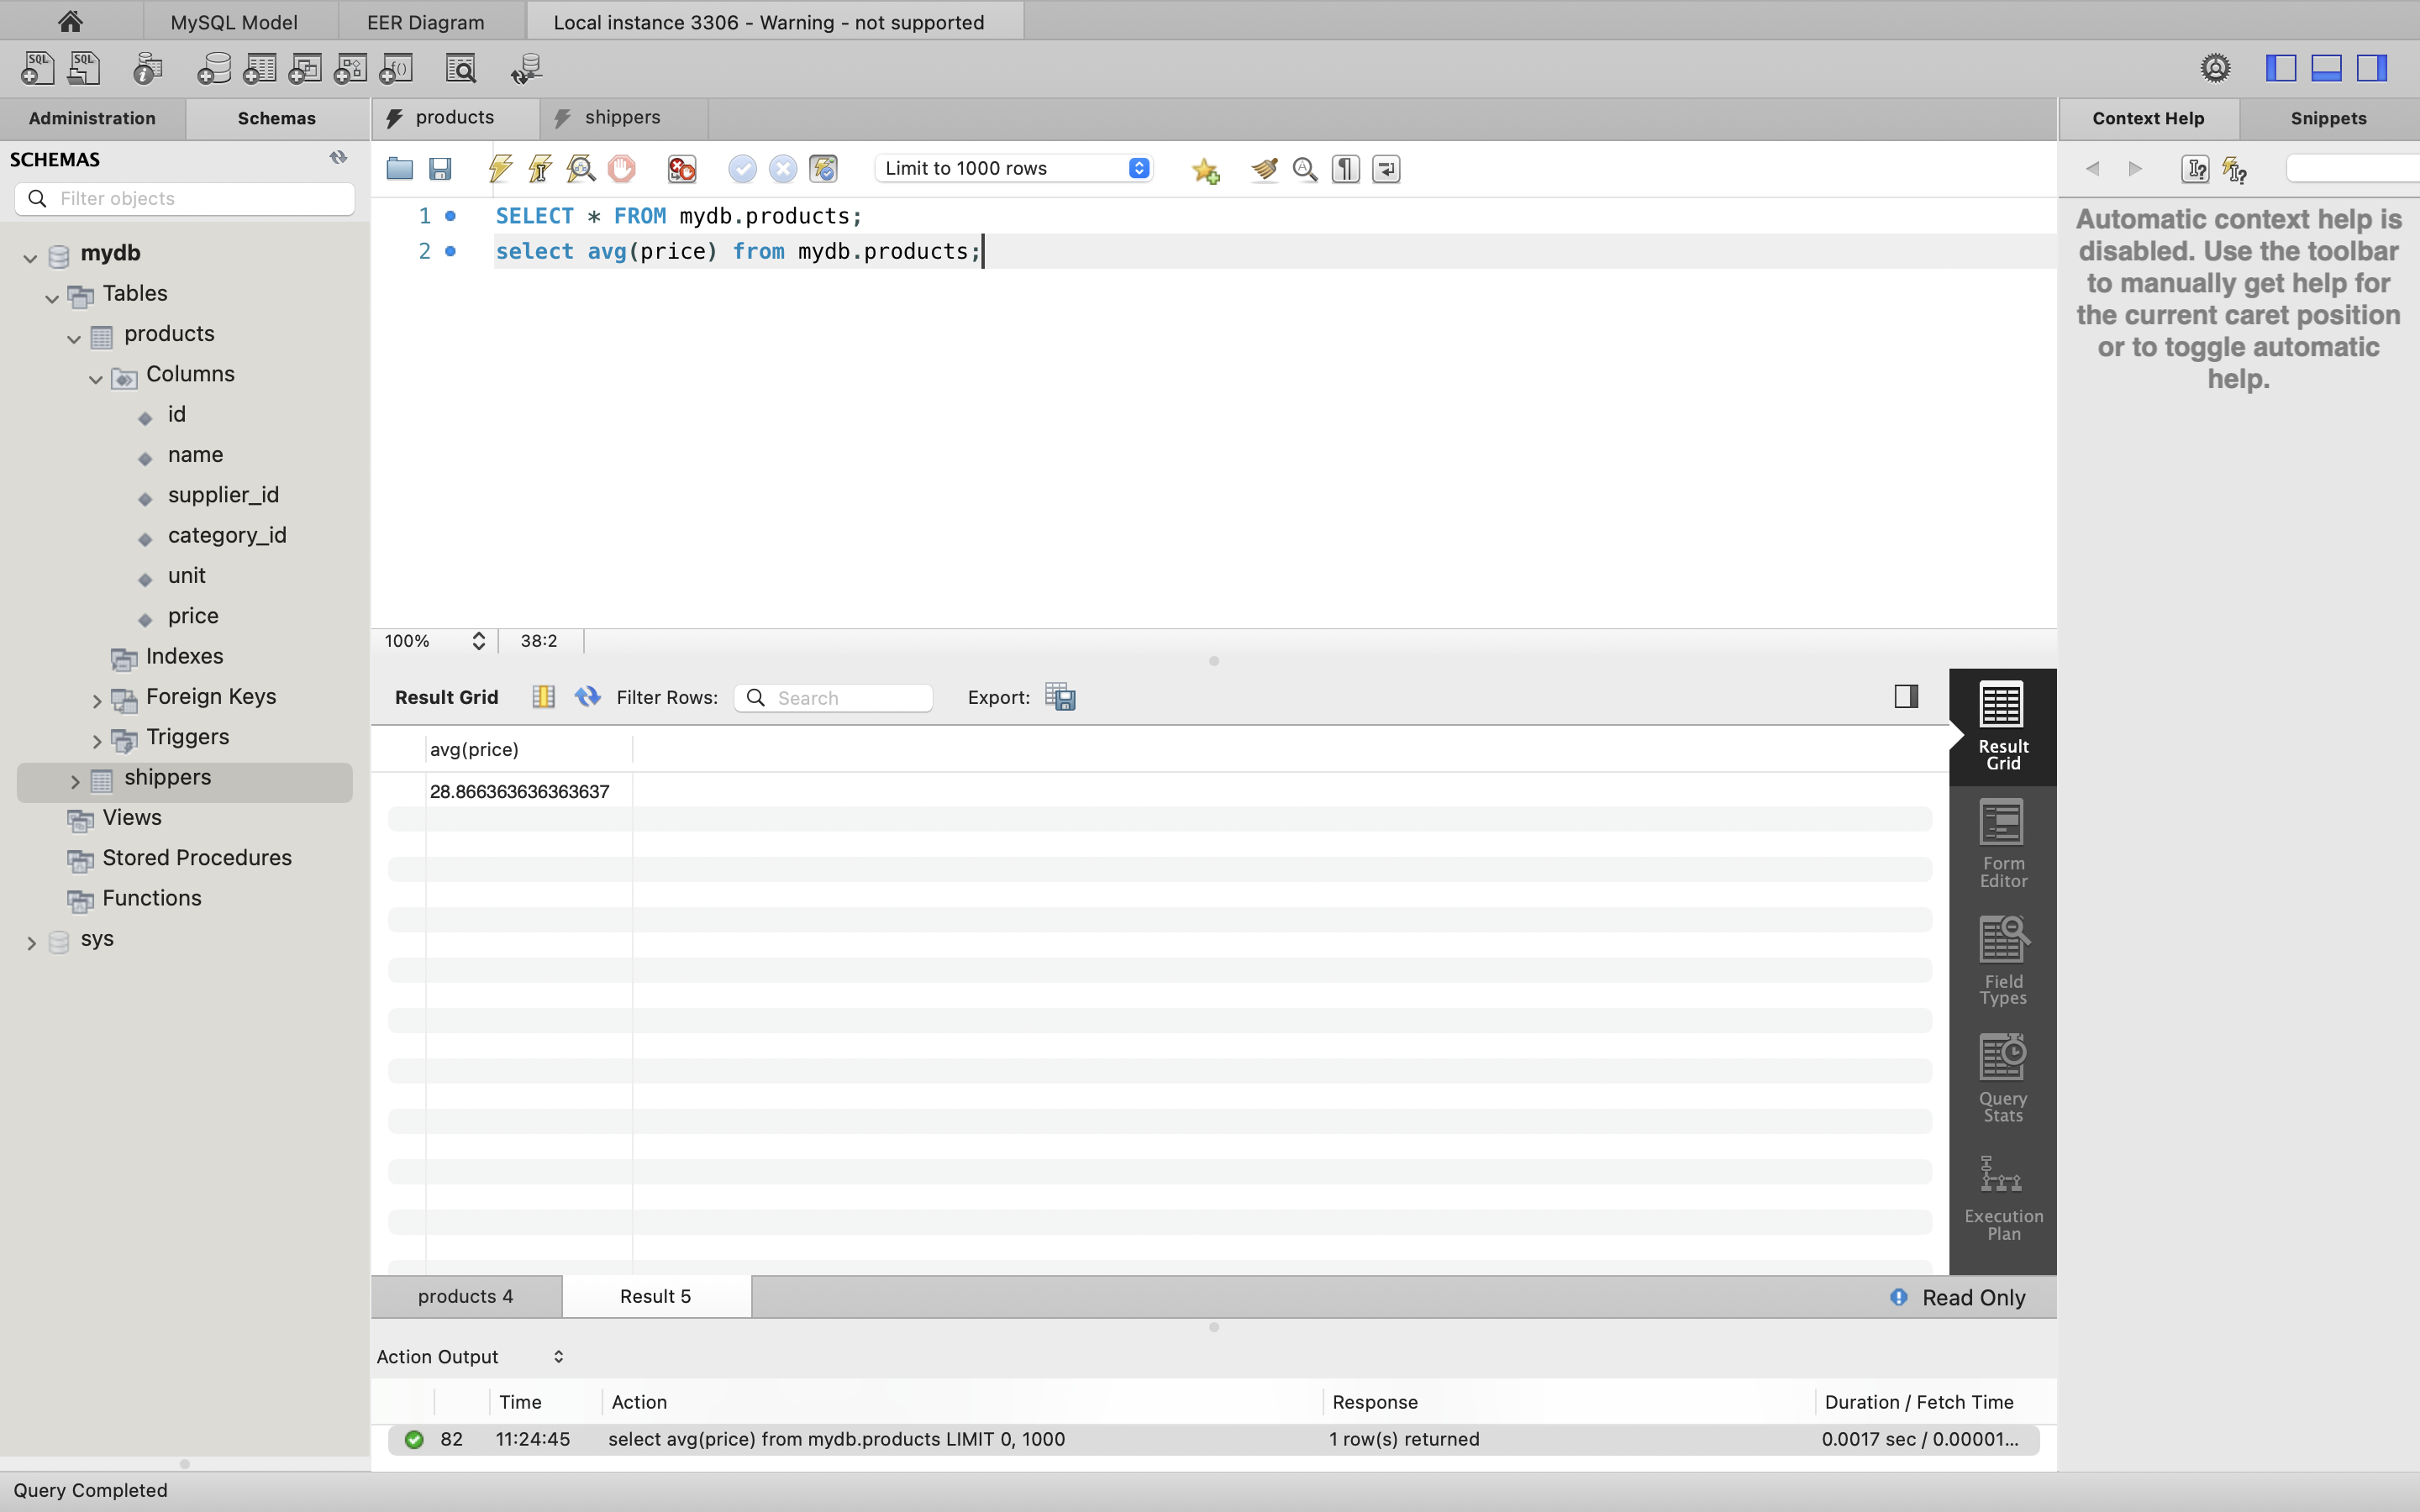 MySQL Model
EER Diagram
Local instance 3306 - Warning - not supported
Administration
Schemas
products
shippers
Context Help
Snippets
SCHEMAS
Filter objects
Limit to 1000 rows
1 SELECT * FROM mydb.products;
2 select avg(price) from mydb.products;
Automatic context help is
disabled. Use the toolbar
to manually get help for
the current caret position
or to toggle automatic
help.
mydb
Tables
products
Columns
id
name
supplier_id
category_id
unit
price
Indexes
Foreign Keys
Triggers
shippers
Views
Stored Procedures
Functions
sys
100% 38:2
Result Grid Filter Rows: Search Export:
avg(price)
28.866363636363637
Result
Grid
Form
Editor
Field
Types
Query
Stats
Execution
Plan
products 4
Result 5
Read Only
Action Output
Time Action Response Duration / Fetch Time
82 11:24:45 select avg(price) from mydb.products LIMIT 0, 1000 1 row(s) returned 0.0017 sec / 0.00001...
Query Completed